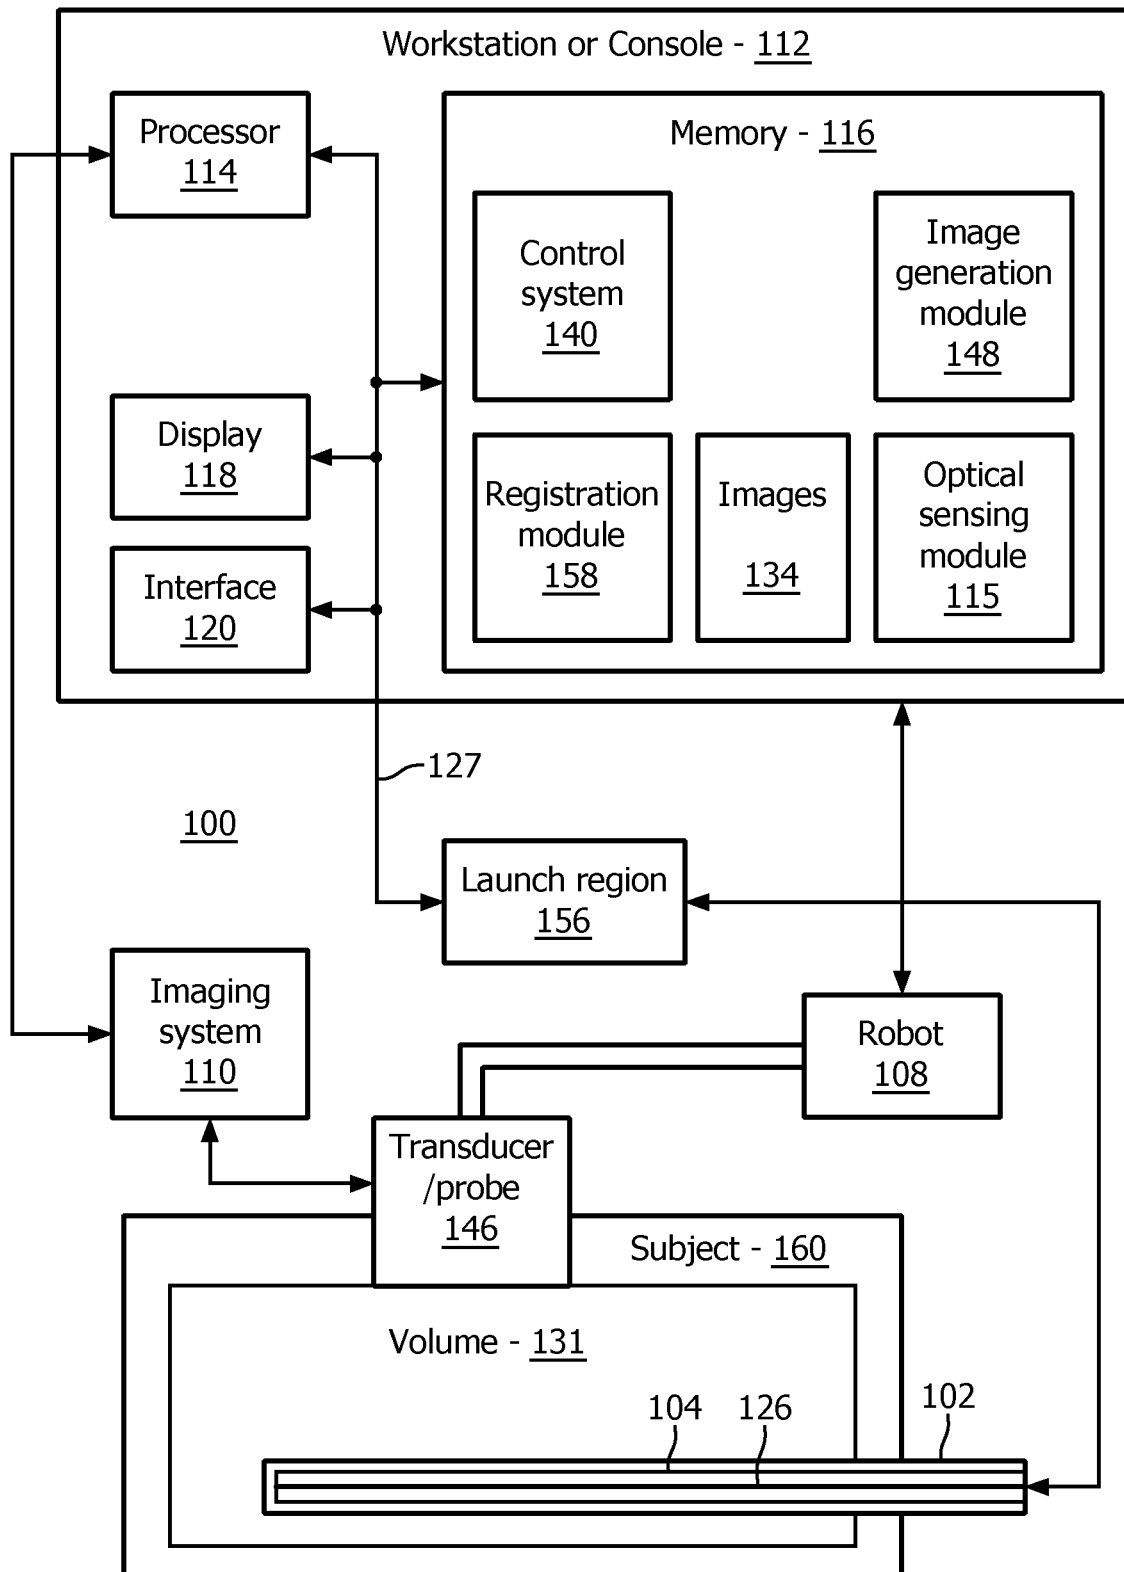 Workstation or Console - 112
Processor
114
Memory - 116
Control
system
140
Image
generation
module
148
Display
118
Registration
module
158
Images
134
Optical
sensing
module
115
Interface
120
127
100
Launch region
156
Imaging
system
110
Robot
108
Transducer
/probe
146
Subject - 160
Volume - 131
104
126
102